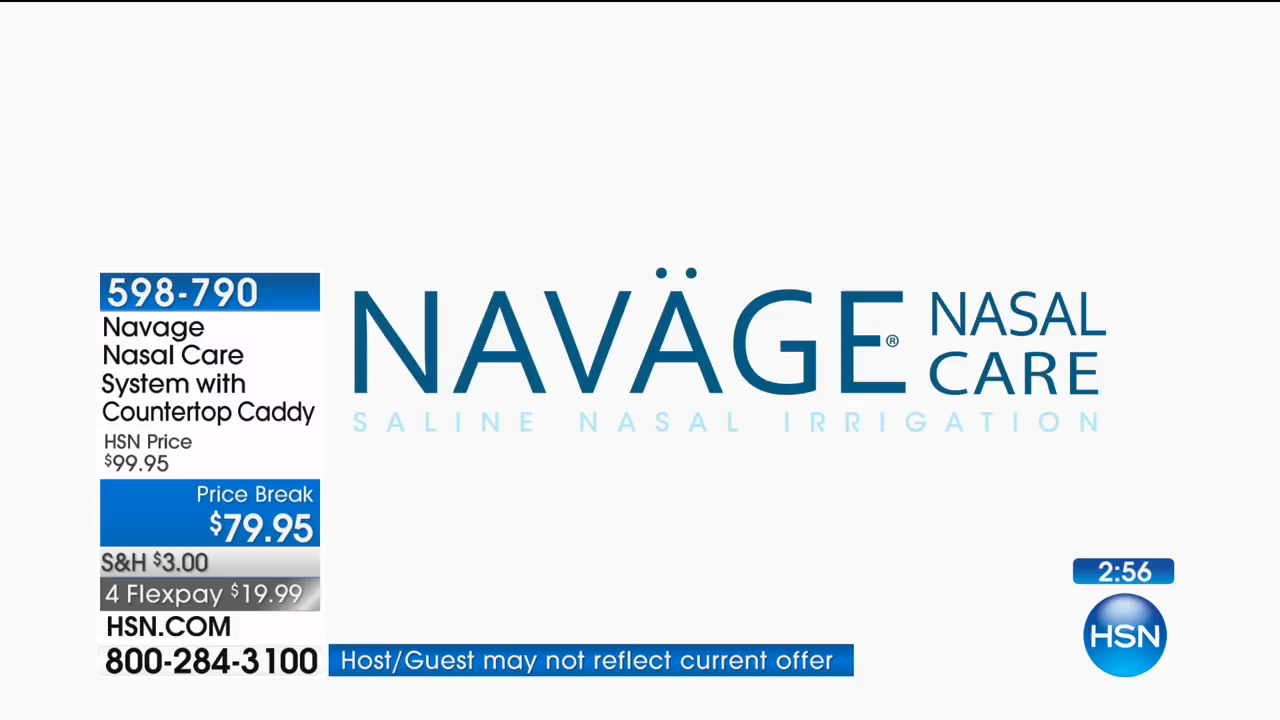 598-790
Navage
Nasal Care
System with
Countertop Caddy
HSN Price
$99.95
Price Break
$79.95
S&H $3.00
4 Flexpay $19.99
HSN.COM
800-284-3100
NAVÄGE® NASAL CARE
SALINE NASAL IRRIGATION
Host/Guest may not reflect current offer
2:56
HSN